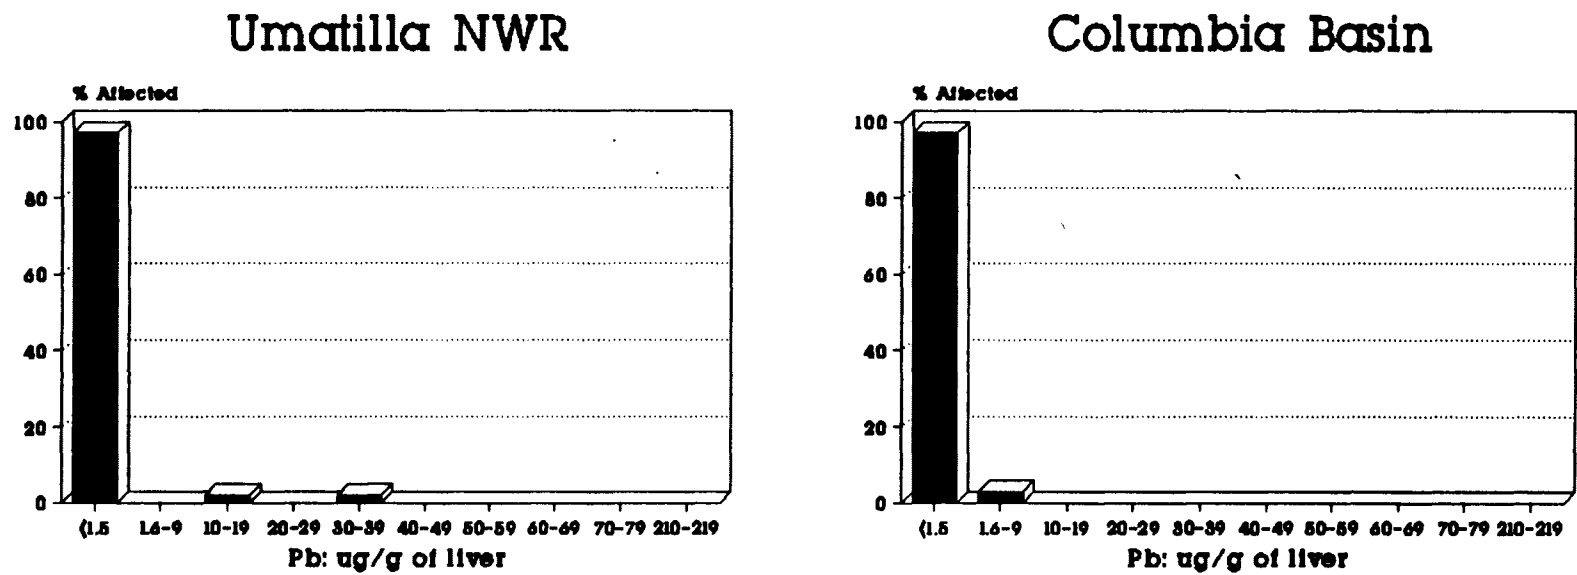 Umatilla NWR
% Affected
100
80
60
40
20
0
<1.5 1.6-9 10-19 20-29 30-39 40-49 50-59 60-69 70-79 210-219
Pb: ug/g of liver
Columbia Basin
% Affected
100
80
60
40
20
0
<1.5 1.6-9 10-19 20-29 30-39 40-49 50-59 60-69 70-79 210-219
Pb: ug/g of liver